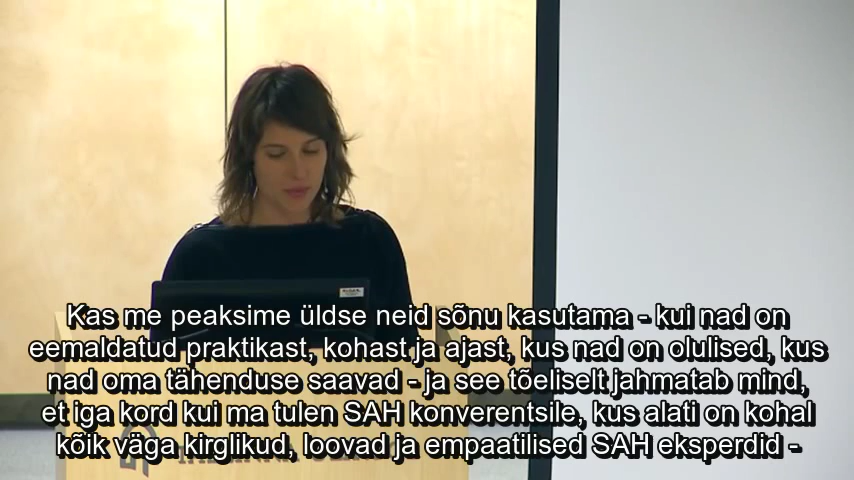 Kas me peaksime üldse neid sõnu kasutama - kui nad on
eemaldatud praktikast, kohast ja ajast, kus nad on olulised, kus
nad oma tähenduse saavad - ja see tõeliselt jahmatab mind,
et iga kord kui ma tulen SAH konverentsile, kus alati on kohal
kõik väga kirglikud, loovad ja empaatilised SAH eksperdid -